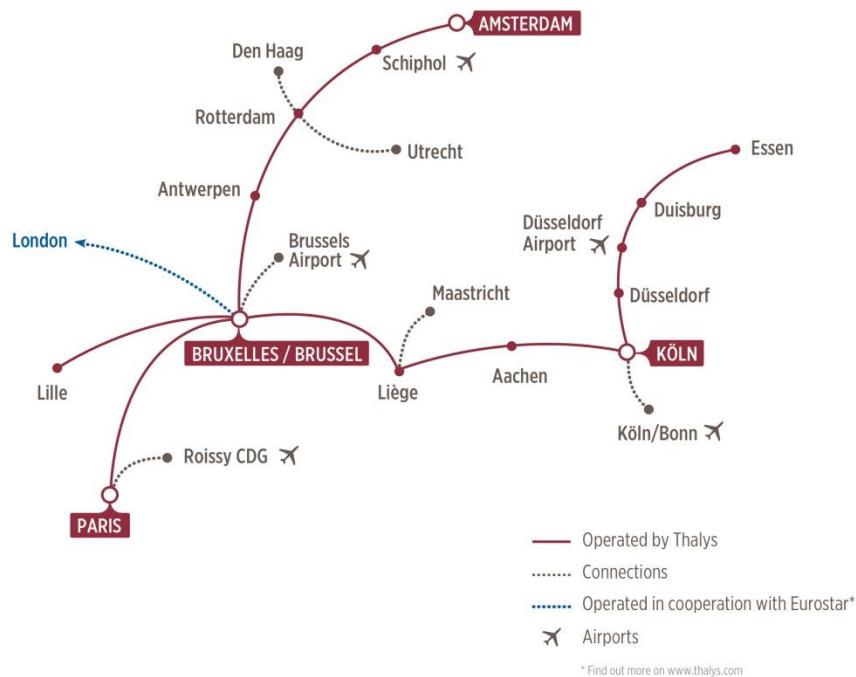 AMSTERDAM
Den Haag
Schiphol
Rotterdam
Utrecht
Essen
Antwerpen
Duisburg
Düsseldorf
Airport
London
Brussels
Airport
Maastricht
Düsseldorf
BRUXELLES / BRUSSEL
KÖLN
Lille
Liège
Aachen
Köln/Bonn
Roissy CDG
PARIS
Operated by Thalys
Connections
Operated in cooperation with Eurostar*
Airports
* Find out more on www.thalys.com